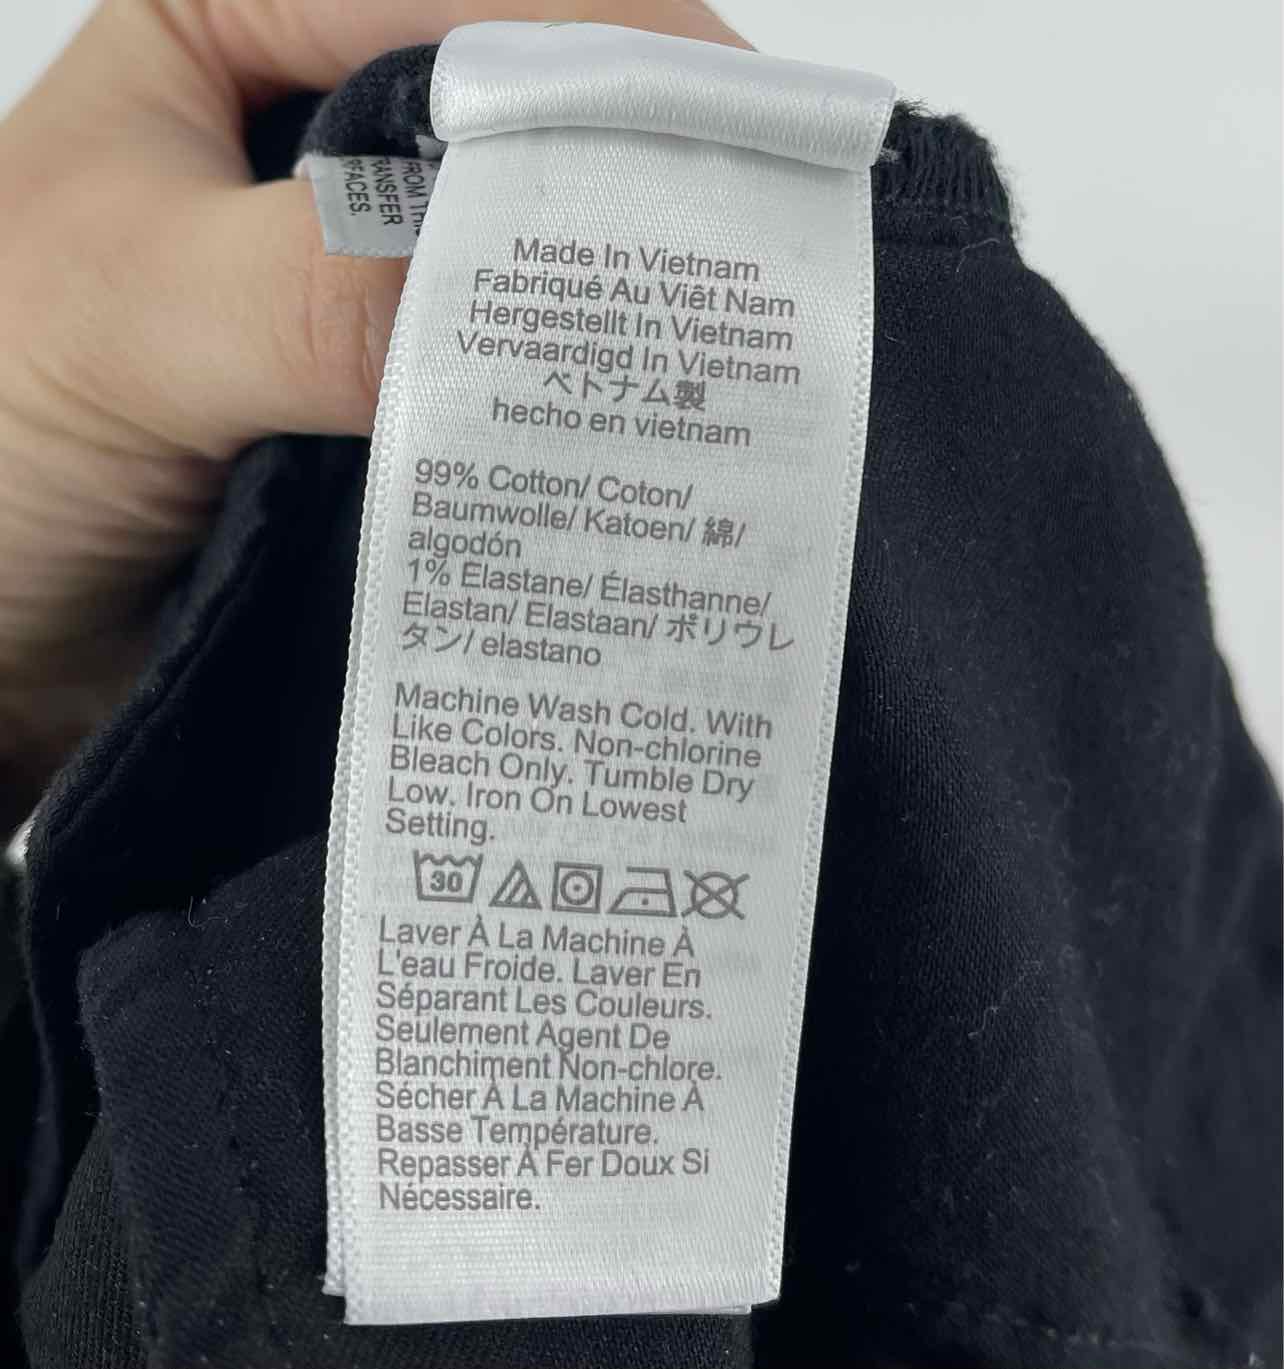 FROM TH
RANSFER
RFACES.
Made In Vietnam
Fabriqué Au Viêt Nam
Hergestellt In Vietnam
Vervaardigd In Vietnam
ベトナム製
hecho en vietnam
99% Cotton/ Coton/
Baumwolle/ Katoen/ 綿/
algodón
1% Elastane/ Élasthanne/
Elastan/ Elastaan/ ポリウレ
タン/ elastano
Machine Wash Cold. With
Like Colors. Non-chlorine
Bleach Only. Tumble Dry
Low. Iron On Lowest
Setting.
30
Laver À La Machine À
L'eau Froide. Laver En
Séparant Les Couleurs.
Seulement Agent De
Blanchiment Non-chlore.
Sécher À La Machine À
Basse Température.
Repasser À Fer Doux Si
Nécessaire.